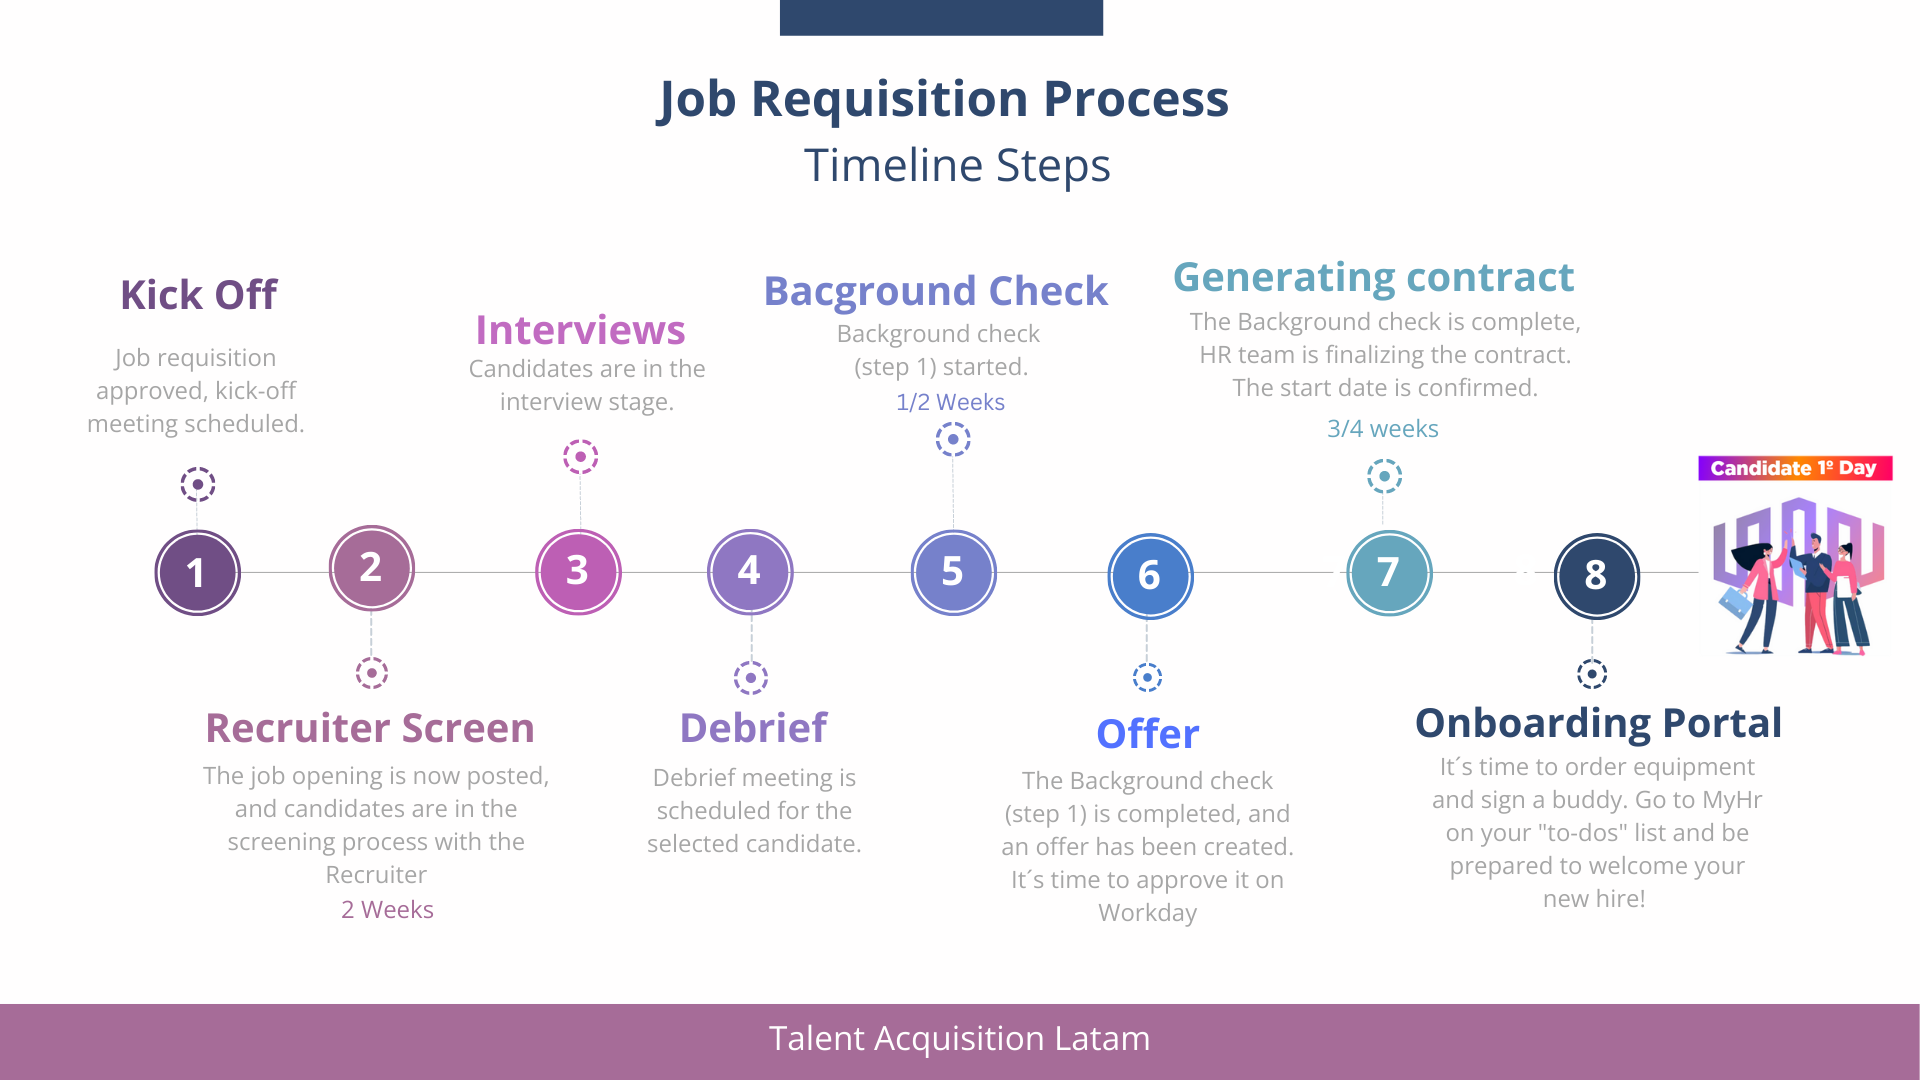 Job Requisition Process
Timeline Steps
Kick Off
Job requisition
approved, kick-off
meeting scheduled.
Interviews
Candidates are in the
interview stage.
Bacground Check
Background check
(step 1) started.
1/2 Weeks
Generating contract
The Background check is complete,
HR team is finalizing the contract.
The start date is confirmed.
3/4 weeks
Candidate 1º Day
1
2
3
4
5
6
7
8
Recruiter Screen
The job opening is now posted,
and candidates are in the
screening process with the
Recruiter
2 Weeks
Debrief
Debrief meeting is
scheduled for the
selected candidate.
Offer
The Background check
(step 1) is completed, and
an offer has been created.
It´s time to approve it on
Workday
Onboarding Portal
It´s time to order equipment
and sign a buddy. Go to MyHr
on your "to-dos" list and be
prepared to welcome your
new hire!
Talent Acquisition Latam